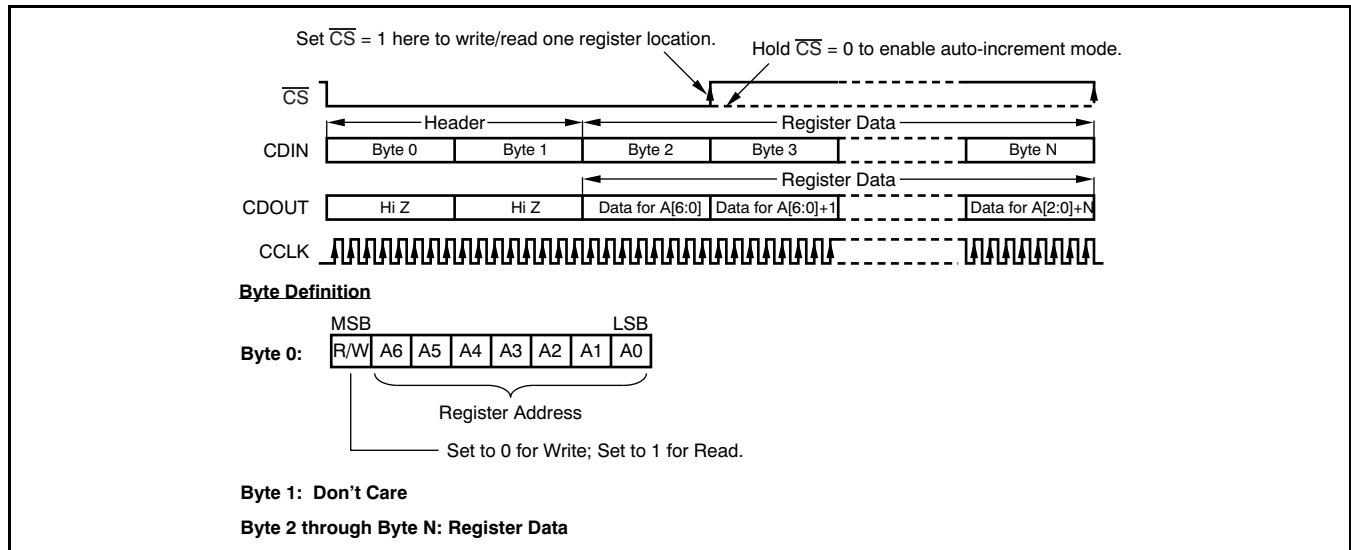 Set CS = 1 here to write/read one register location.
Hold CS = 0 to enable auto-increment mode.
CS
Header
Register Data
CDIN
Byte 0
Byte 1
Byte 2
Byte 3
Byte N
Register Data
CDOUT
Hi Z
Hi Z
Data for A[6:0]
Data for A[6:0]+1
Data for A[2:0]+N
CCLK
Byte Definition
MSB
LSB
Byte 0:
R/W
A6
A5
A4
A3
A2
A1
A0
Register Address
Set to 0 for Write; Set to 1 for Read.
Byte 1: Don't Care
Byte 2 through Byte N: Register Data